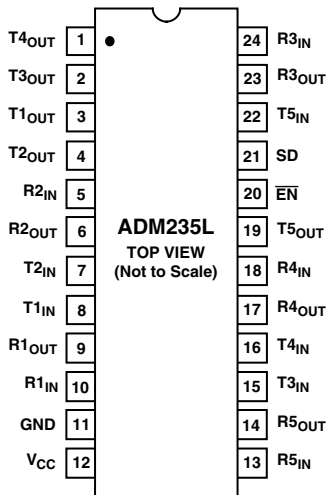 T4OUT 1 24 R3IN
T3OUT 2 23 R3OUT
T1OUT 3 22 T5IN
T2OUT 4 21 SD
R2IN 5 20 E̅N̅
R2OUT 6 ADM235L 19 T5OUT
TOP VIEW
T2IN 7 (Not to Scale) 18 R4IN
T1IN 8 17 R4OUT
R1OUT 9 16 T4IN
R1IN 10 15 T3IN
GND 11 14 R5OUT
VCC 12 13 R5IN